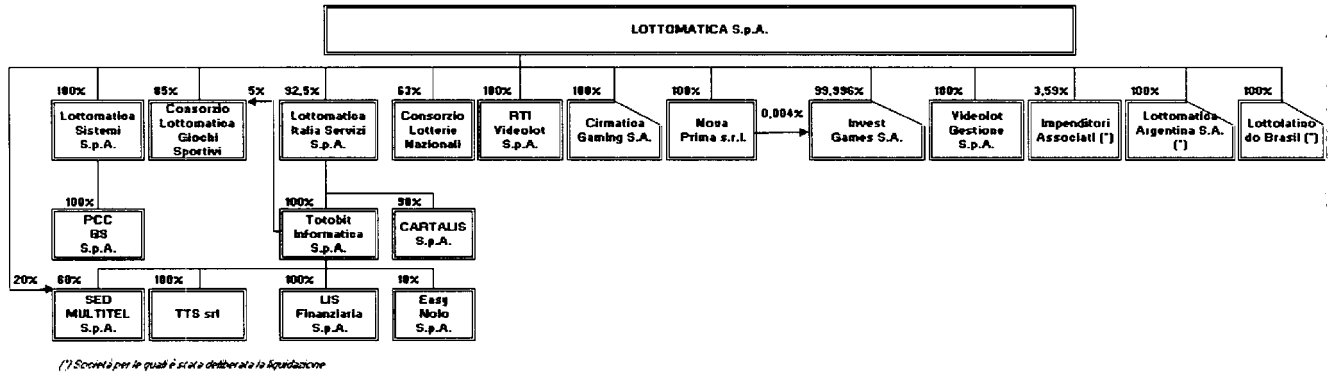 LOTTOMATICA S.p.A.
100%
85%
5%
92,5%
63%
100%
100%
100%
0,004%
99,996%
100%
3,59%
100%
100%
Lottomatica
Sistemi
S.p.A.
Consorzio
Lottomatica
Giochi
Sportivi
Lottomatica
Italia Servizi
S.p.A.
Consorzio
Lotterie
Nazionali
RTI
Videolot
S.p.A.
Cirmatica
Gaming S.A.
Nova
Prima s.r.l.
Invest
Games S.A.
Videolot
Gestione
S.p.A.
Impenditori
Associati (*)
Lottomatica
Argentina S.A.
(*)
Lottolatino
do Brasil (*)
100%
PCC
GS
S.p.A.
100%
Totobit
Informatica
S.p.A.
90%
CARTALIS
S.p.A.
20%
60%
SED
MULTITEL
S.p.A.
100%
TTS srl
100%
LIS
Finanziaria
S.p.A.
10%
Easy
Nolo
S.p.A.
(*) Società per le quali è stata deliberata la liquidazione